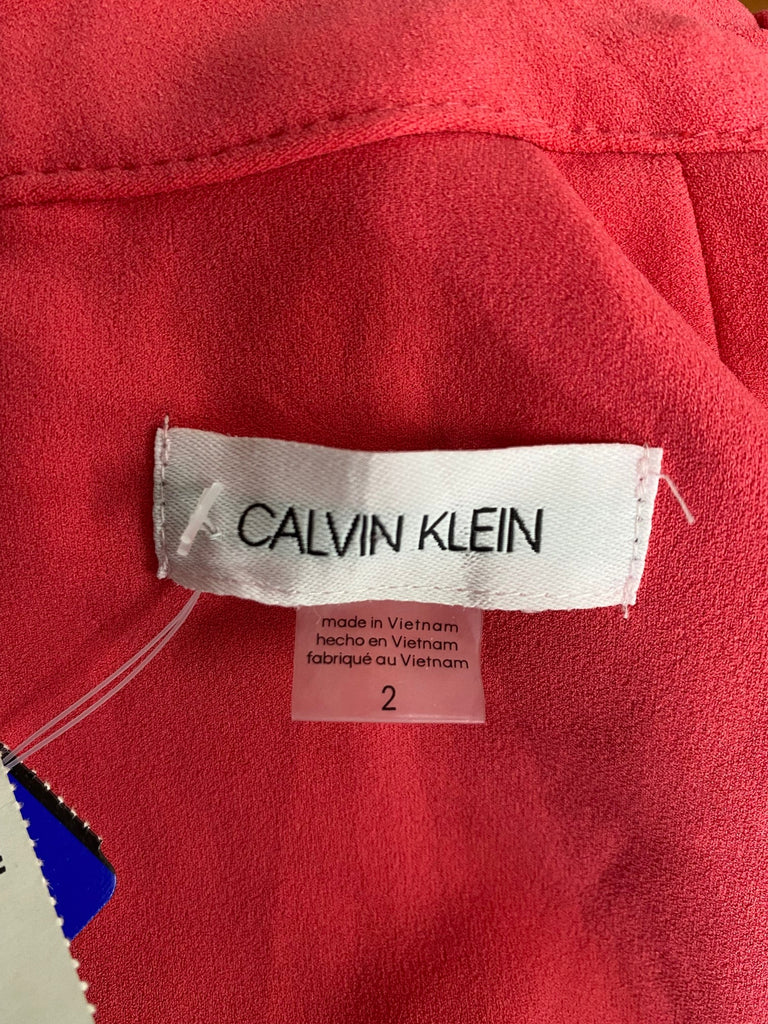 CALVIN KLEIN
made in Vietnam
hecho en Vietnam
fabriqué au Vietnam
2